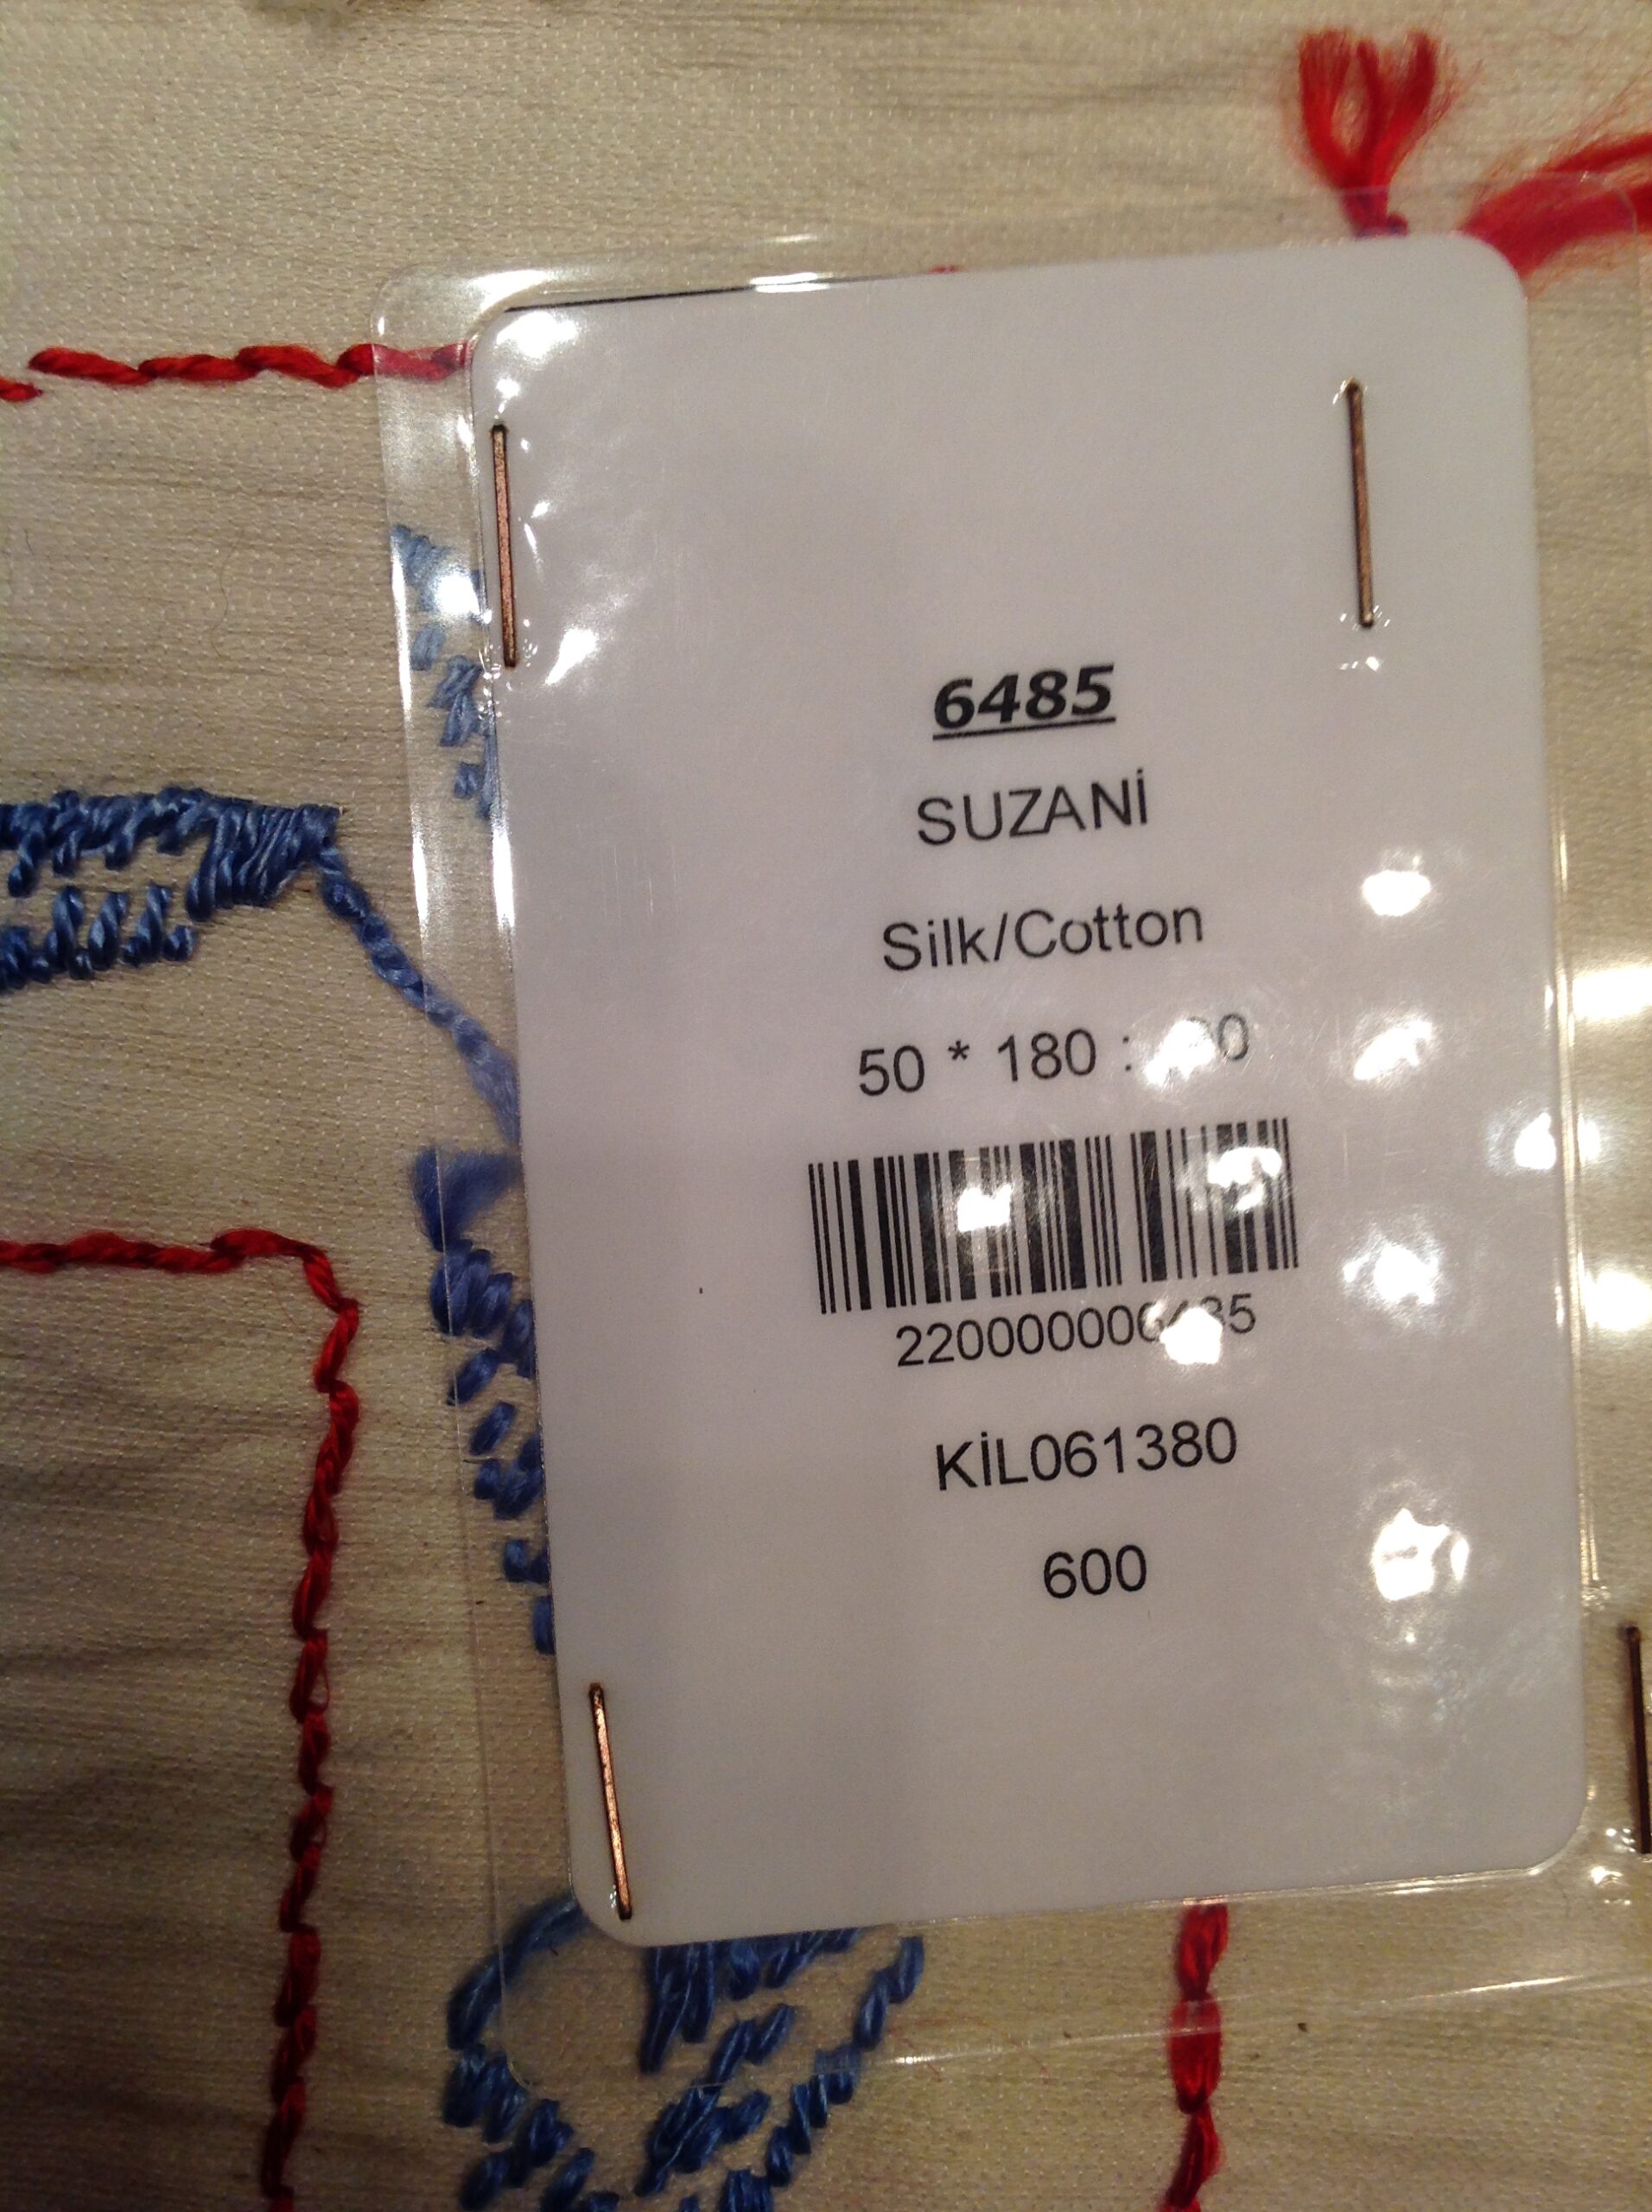 6485
SUZANİ
Silk/Cotton
50 * 180 :
KİL061380
600